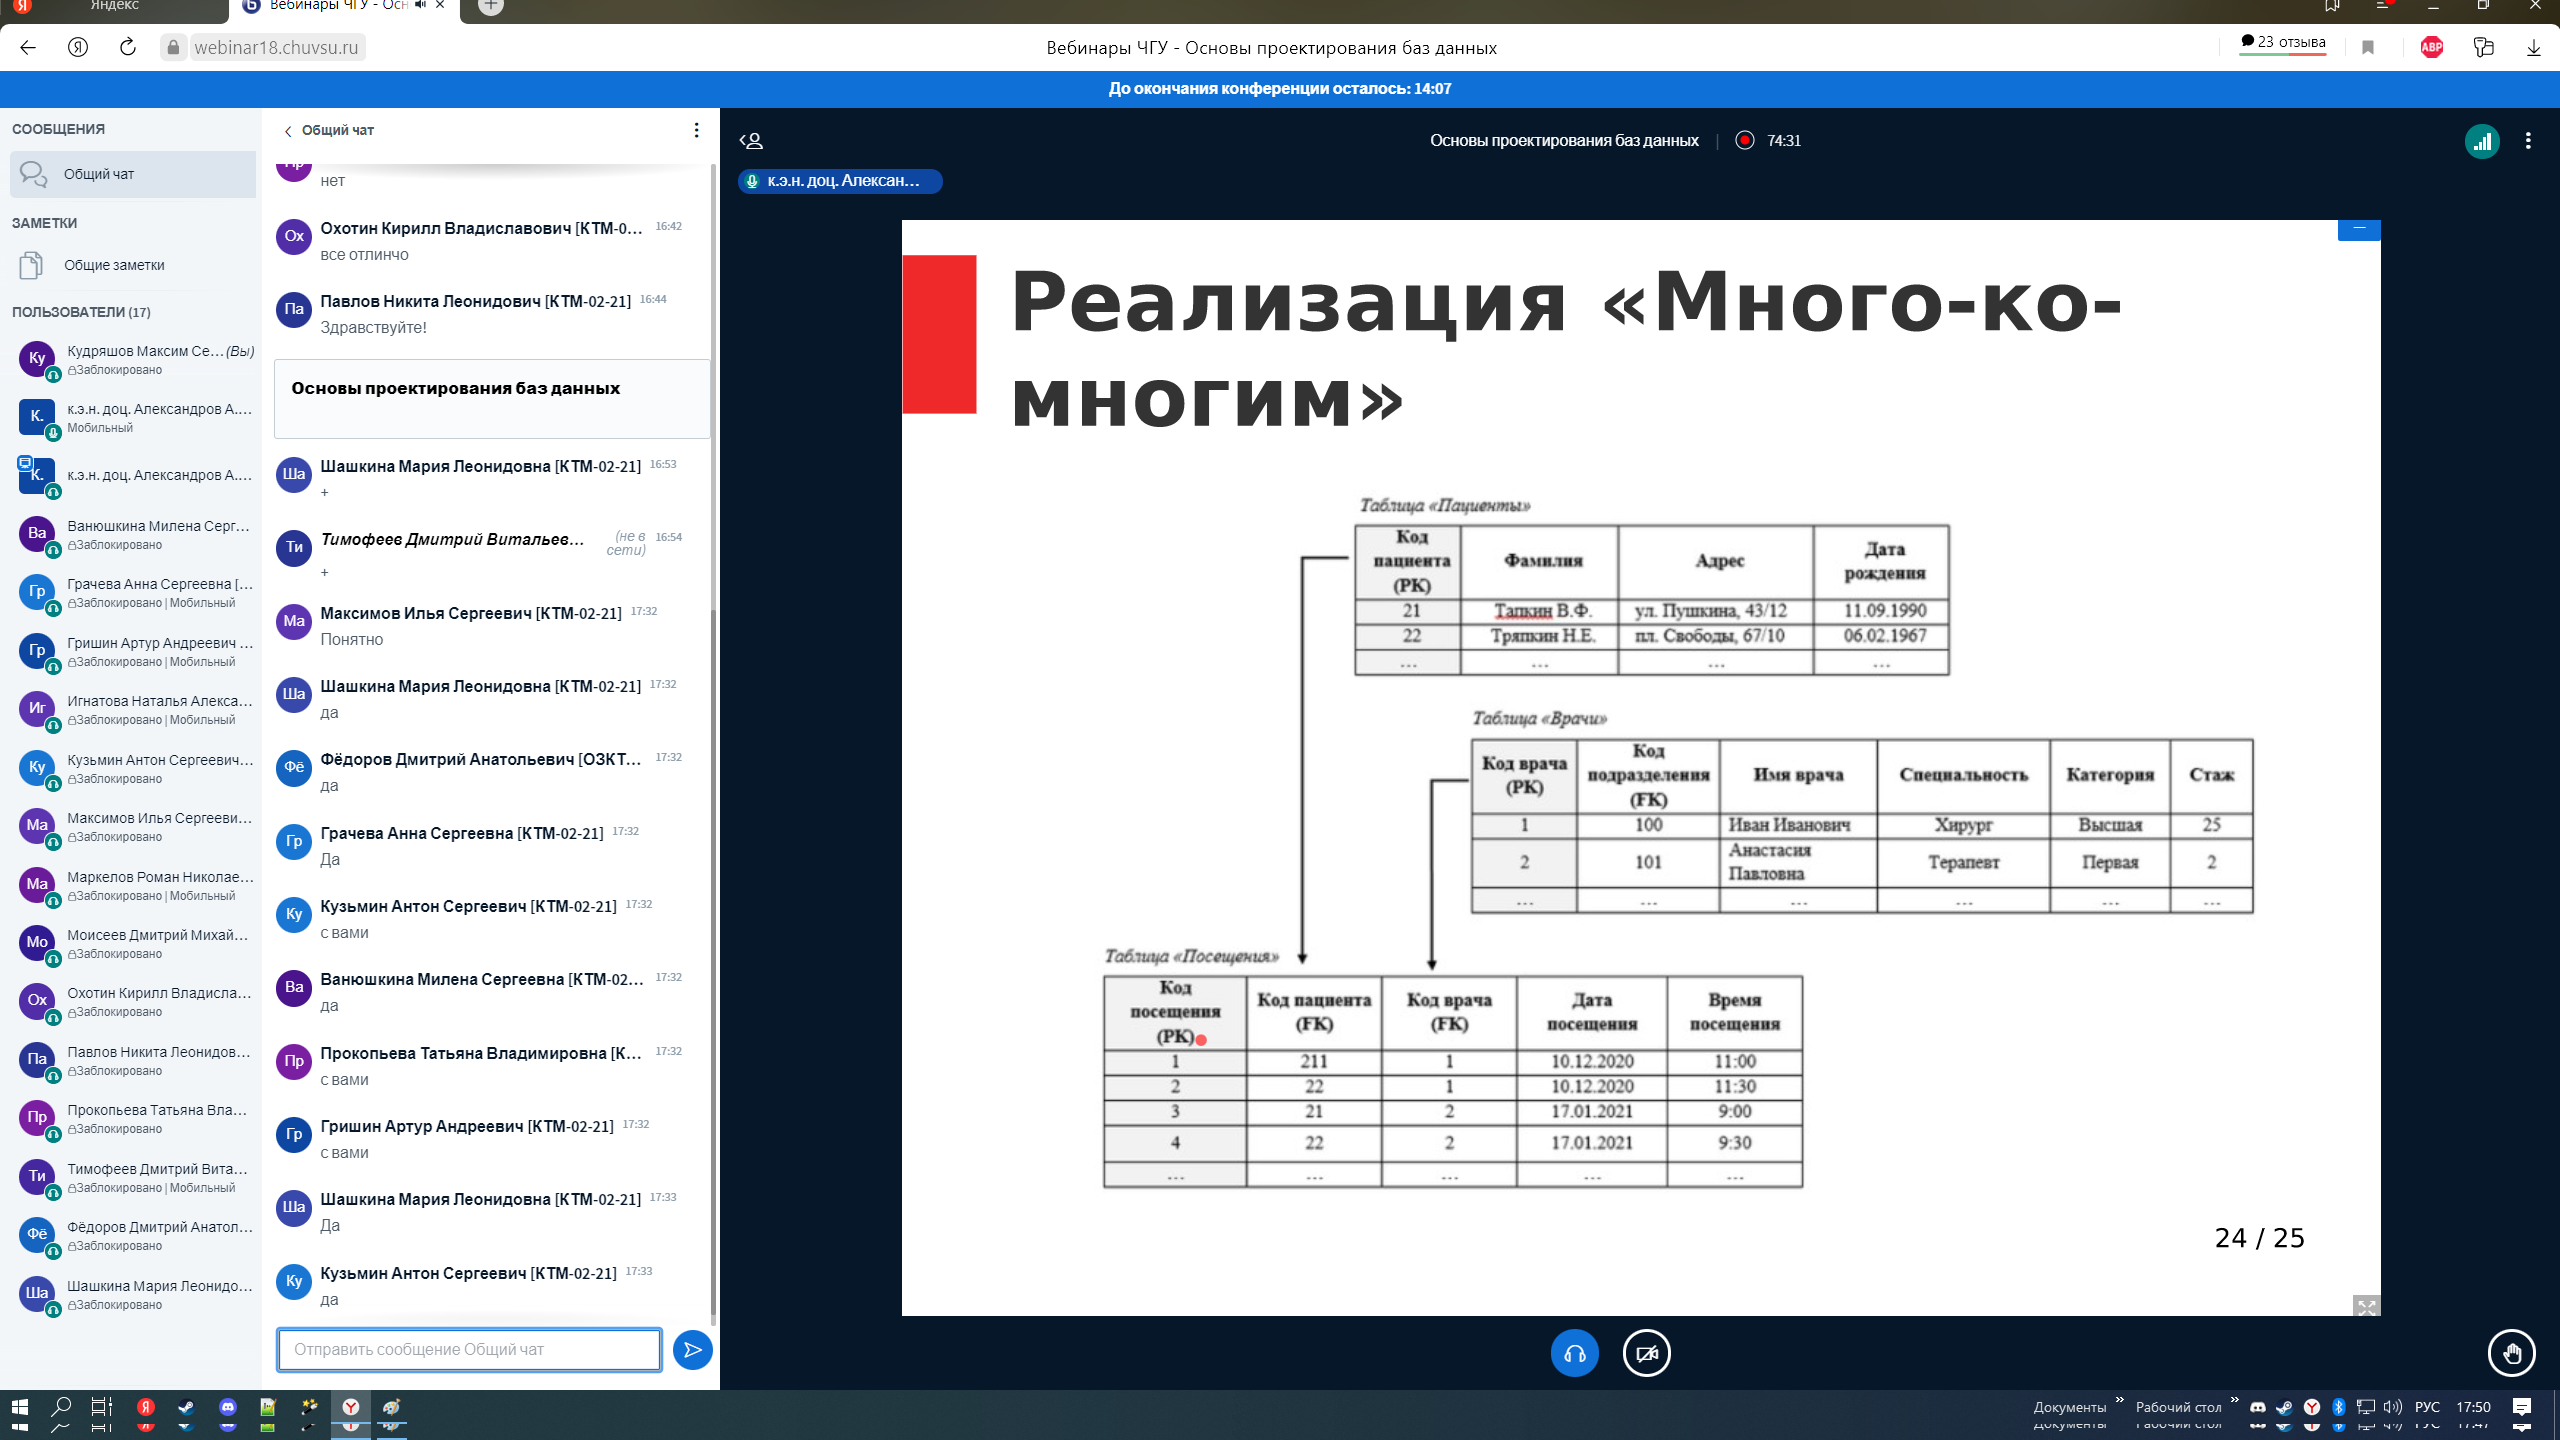 Яндекс
Вебинары ЧГУ - Осн
webinar18.chuvsu.ru
Вебинары ЧГУ - Основы проектирования баз данных
23 отзыва
ABP
До окончания конференции осталось: 14:07
СООБЩЕНИЯ
Общий чат
ЗАМЕТКИ
Общие заметки
ПОЛЬЗОВАТЕЛИ (17)
Ку
Кудряшов Максим Се... (Вы)
Заблокировано
К.
к.э.н. доц. Александров А....
Мобильный
К.
к.э.н. доц. Александров А....
Ва
Ванюшкина Милена Серг...
Заблокировано
Гр
Грачева Анна Сергеевна [...
Заблокировано | Мобильный
Гр
Гришин Артур Андреевич ...
Заблокировано | Мобильный
Иг
Игнатова Наталья Алекса...
Заблокировано | Мобильный
Ку
Кузьмин Антон Сергеевич...
Заблокировано
Ма
Максимов Илья Сергееви...
Заблокировано
Ма
Маркелов Роман Николае...
Заблокировано | Мобильный
Мо
Моисеев Дмитрий Михай...
Заблокировано
Ох
Охотин Кирилл Владисла...
Заблокировано
Па
Павлов Никита Леонидов...
Заблокировано
Пр
Прокопьева Татьяна Вла...
Заблокировано
Ти
Тимофеев Дмитрий Вита...
Заблокировано | Мобильный
Фё
Фёдоров Дмитрий Анатол...
Заблокировано
Ша
Шашкина Мария Леонидо...
Заблокировано
Общий чат
Пр
нет
Ох
Охотин Кирилл Владиславович [КТМ-0... 16:42
все отлинчо
Па
Павлов Никита Леонидович [КТМ-02-21] 16:44
Здравствуйте!
Основы проектирования баз данных
Ша
Шашкина Мария Леонидовна [КТМ-02-21] 16:53
+
Ти
Тимофеев Дмитрий Витальев... (не в сети) 16:54
+
Ма
Максимов Илья Сергеевич [КТМ-02-21] 17:32
Понятно
Ша
Шашкина Мария Леонидовна [КТМ-02-21] 17:32
да
Фё
Фёдоров Дмитрий Анатольевич [ОЗКТ... 17:32
да
Гр
Грачева Анна Сергеевна [КТМ-02-21] 17:32
Да
Ку
Кузьмин Антон Сергеевич [КТМ-02-21] 17:32
с вами
Ва
Ванюшкина Милена Сергеевна [КТМ-02... 17:32
да
Пр
Прокопьева Татьяна Владимировна [К... 17:32
с вами
Гр
Гришин Артур Андреевич [КТМ-02-21] 17:32
с вами
Ша
Шашкина Мария Леонидовна [КТМ-02-21] 17:33
Да
Ку
Кузьмин Антон Сергеевич [КТМ-02-21] 17:33
да
Отправить сообщение Общий чат
Основы проектирования баз данных | 74:31
к.э.н. доц. Алексан...
Реализация «Много-ко-
многим»
Таблица «Пациенты»
Код пациента (PK) Фамилия Адрес Дата рождения
21 Тапкин В.Ф. ул. Пушкина, 43/12 11.09.1990
22 Тряпкин Н.Е. пл. Свободы, 67/10 06.02.1967
... ... ... ...
Таблица «Врачи»
Код врача (PK) Код подразделения (FK) Имя врача Специальность Категория Стаж
1 100 Иван Иванович Хирург Высшая 25
2 101 Анастасия Павловна Терапевт Первая 2
... ... ... ... ... ...
Таблица «Посещения»
Код посещения (PK) Код пациента (FK) Код врача (FK) Дата посещения Время посещения
1 211 1 10.12.2020 11:00
2 22 1 10.12.2020 11:30
3 21 2 17.01.2021 9:00
4 22 2 17.01.2021 9:30
... ... ... ... ...
24 / 25
Документы » Рабочий стол » РУС 17:50
Документы Рабочий стол РУС 17:47